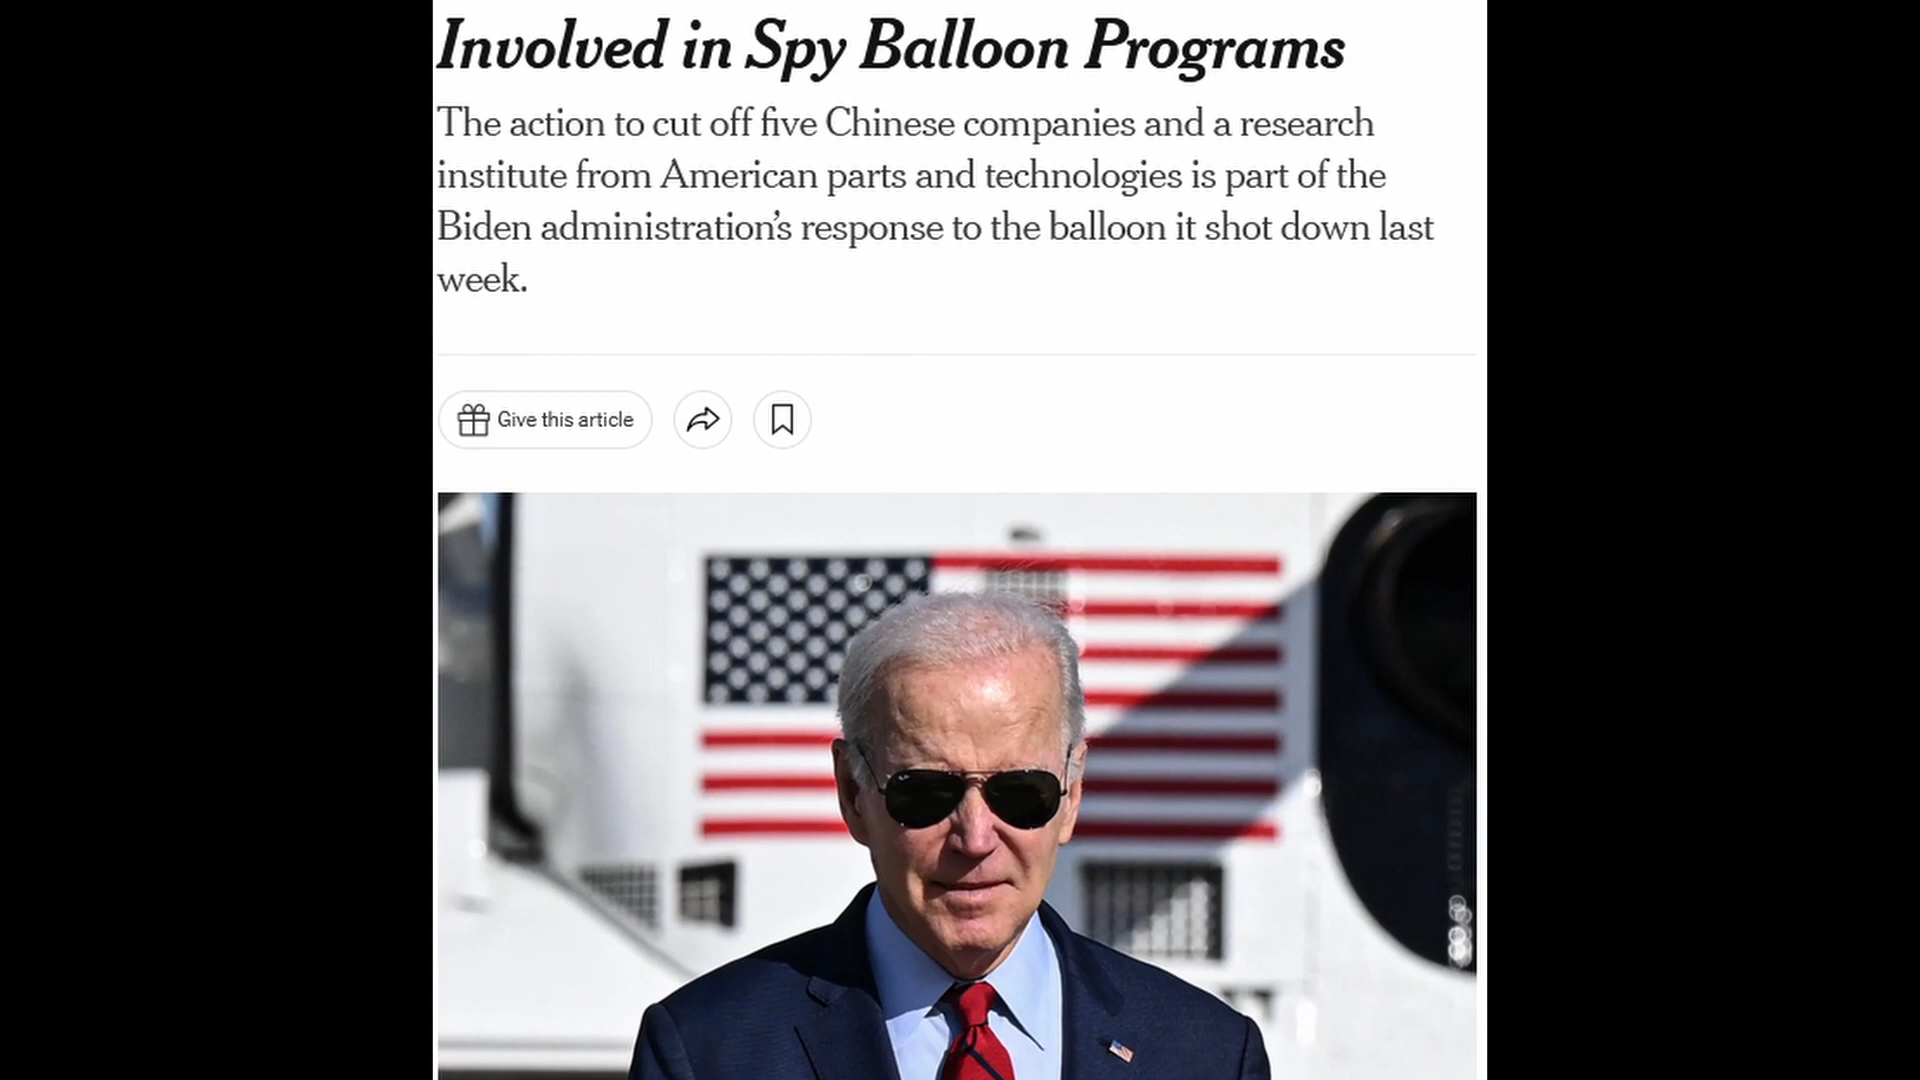 Involved in Spy Balloon Programs
The action to cut off five Chinese companies and a research
institute from American parts and technologies is part of the
Biden administration’s response to the balloon it shot down last
week.
Give this article